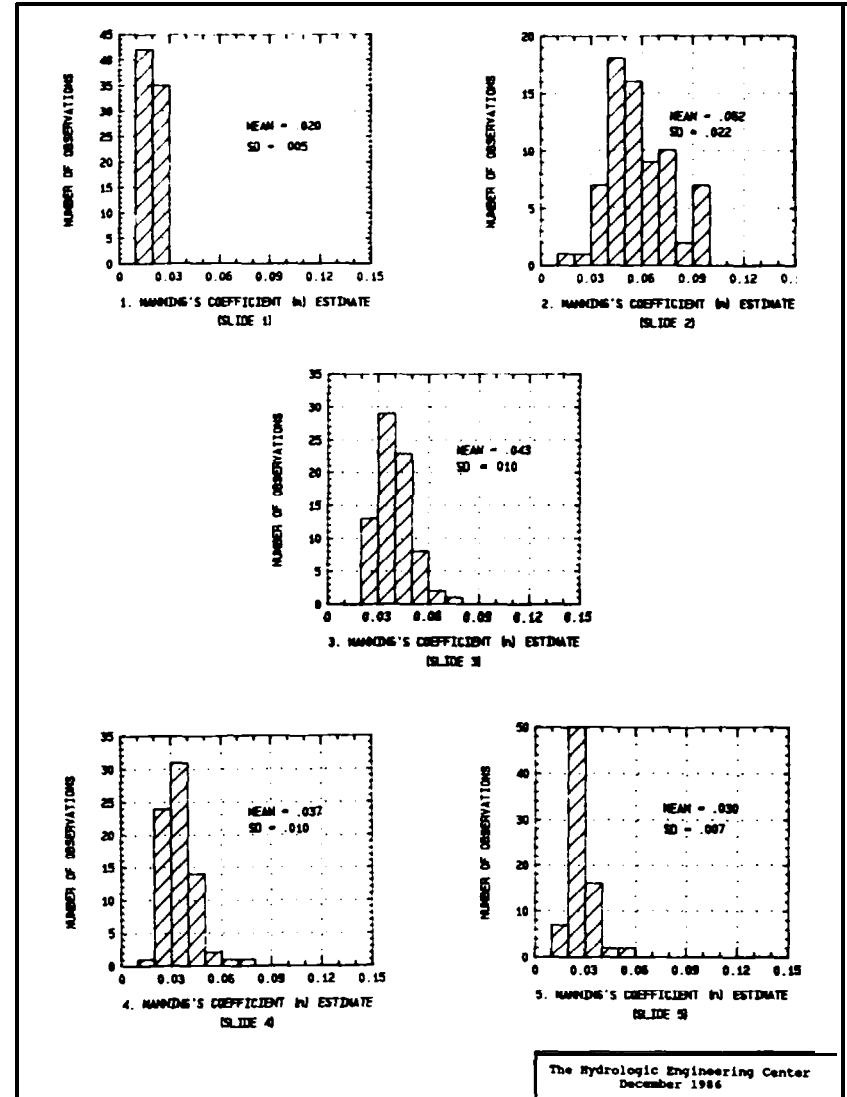 45
40
35
30
25
20
15
10
5
0
NUMBER OF OBSERVATIONS
MEAN = .020
SD = .005
0 0.03 0.06 0.09 0.12 0.15
1. MANNING'S COEFFICIENT (n) ESTIMATE
(SLIDE 1)
20
15
10
5
0
NUMBER OF OBSERVATIONS
MEAN = .062
SD = .022
0 0.03 0.06 0.09 0.12 0.1
2. MANNING'S COEFFICIENT (n) ESTIMATE
(SLIDE 2)
35
30
25
20
15
10
5
0
NUMBER OF OBSERVATIONS
MEAN = .043
SD = .010
0 0.03 0.06 0.09 0.12 0.15
3. MANNING'S COEFFICIENT (n) ESTIMATE
(SLIDE 3)
35
30
25
20
15
10
5
0
NUMBER OF OBSERVATIONS
MEAN = .037
SD = .010
0 0.03 0.06 0.09 0.12 0.15
4. MANNING'S COEFFICIENT (n) ESTIMATE
(SLIDE 4)
50
40
30
20
10
0
NUMBER OF OBSERVATIONS
MEAN = .030
SD = .007
0 0.03 0.06 0.09 0.12 0.15
5. MANNING'S COEFFICIENT (n) ESTIMATE
(SLIDE 5)
The Hydrologic Engineering Center
December 1986